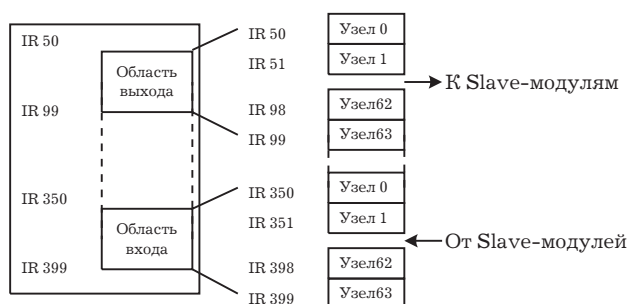 IR 50
Область
выхода
IR 99
IR 350
Область
входа
IR 399
IR 50
IR 51
IR 98
IR 99
IR 350
IR 351
IR 398
IR 399
Узел 0
Узел 1
Узел62
Узел63
Узел 0
Узел 1
Узел62
Узел63
К Slave-модулям
От Slave-модулей